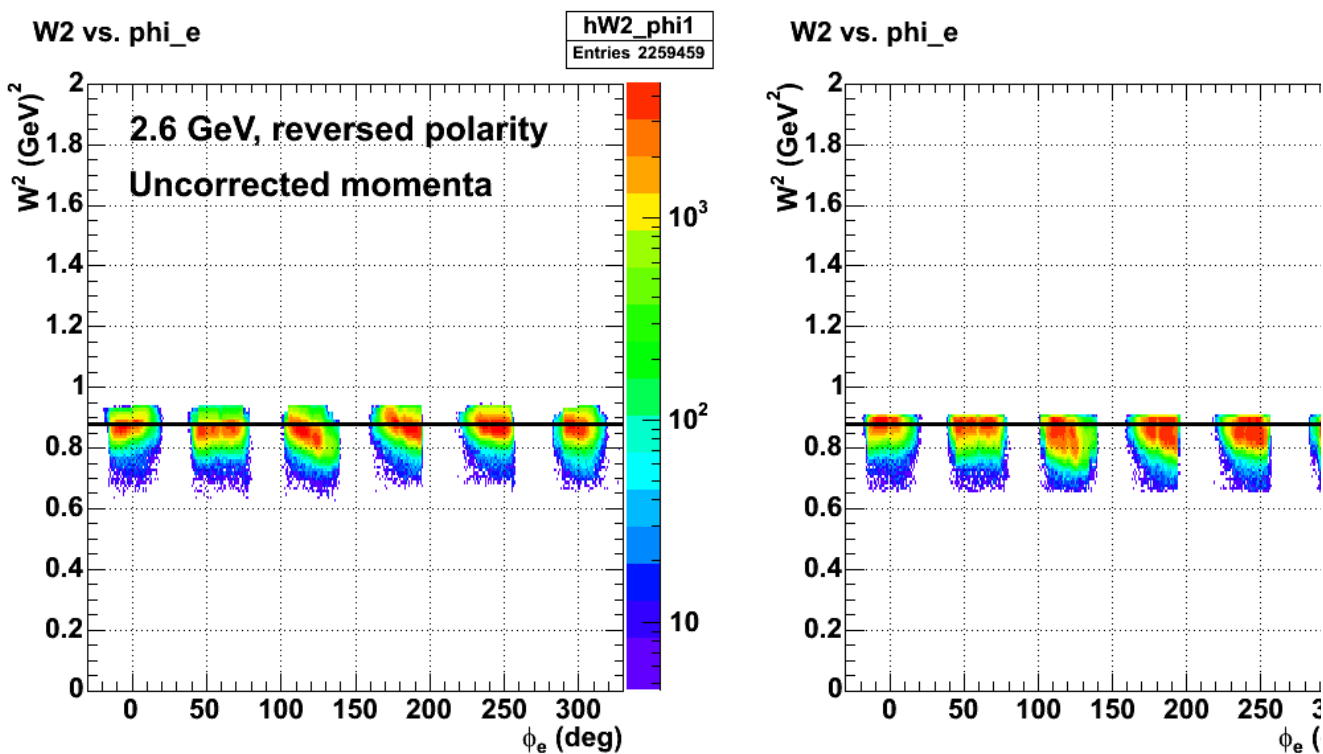 W2 vs. phi_e
hW2_phi1
Entries 2259459
W² (GeV)²
2.6 GeV, reversed polarity
Uncorrected momenta
2
1.8
1.6
1.4
1.2
1
0.8
0.6
0.4
0.2
0
0 50 100 150 200 250 300
ϕe (deg)
10³
10²
10
W2 vs. phi_e
W² (GeV²)
2
1.8
1.6
1.4
1.2
1
0.8
0.6
0.4
0.2
0
0 50 100 150 200 250
ϕe (